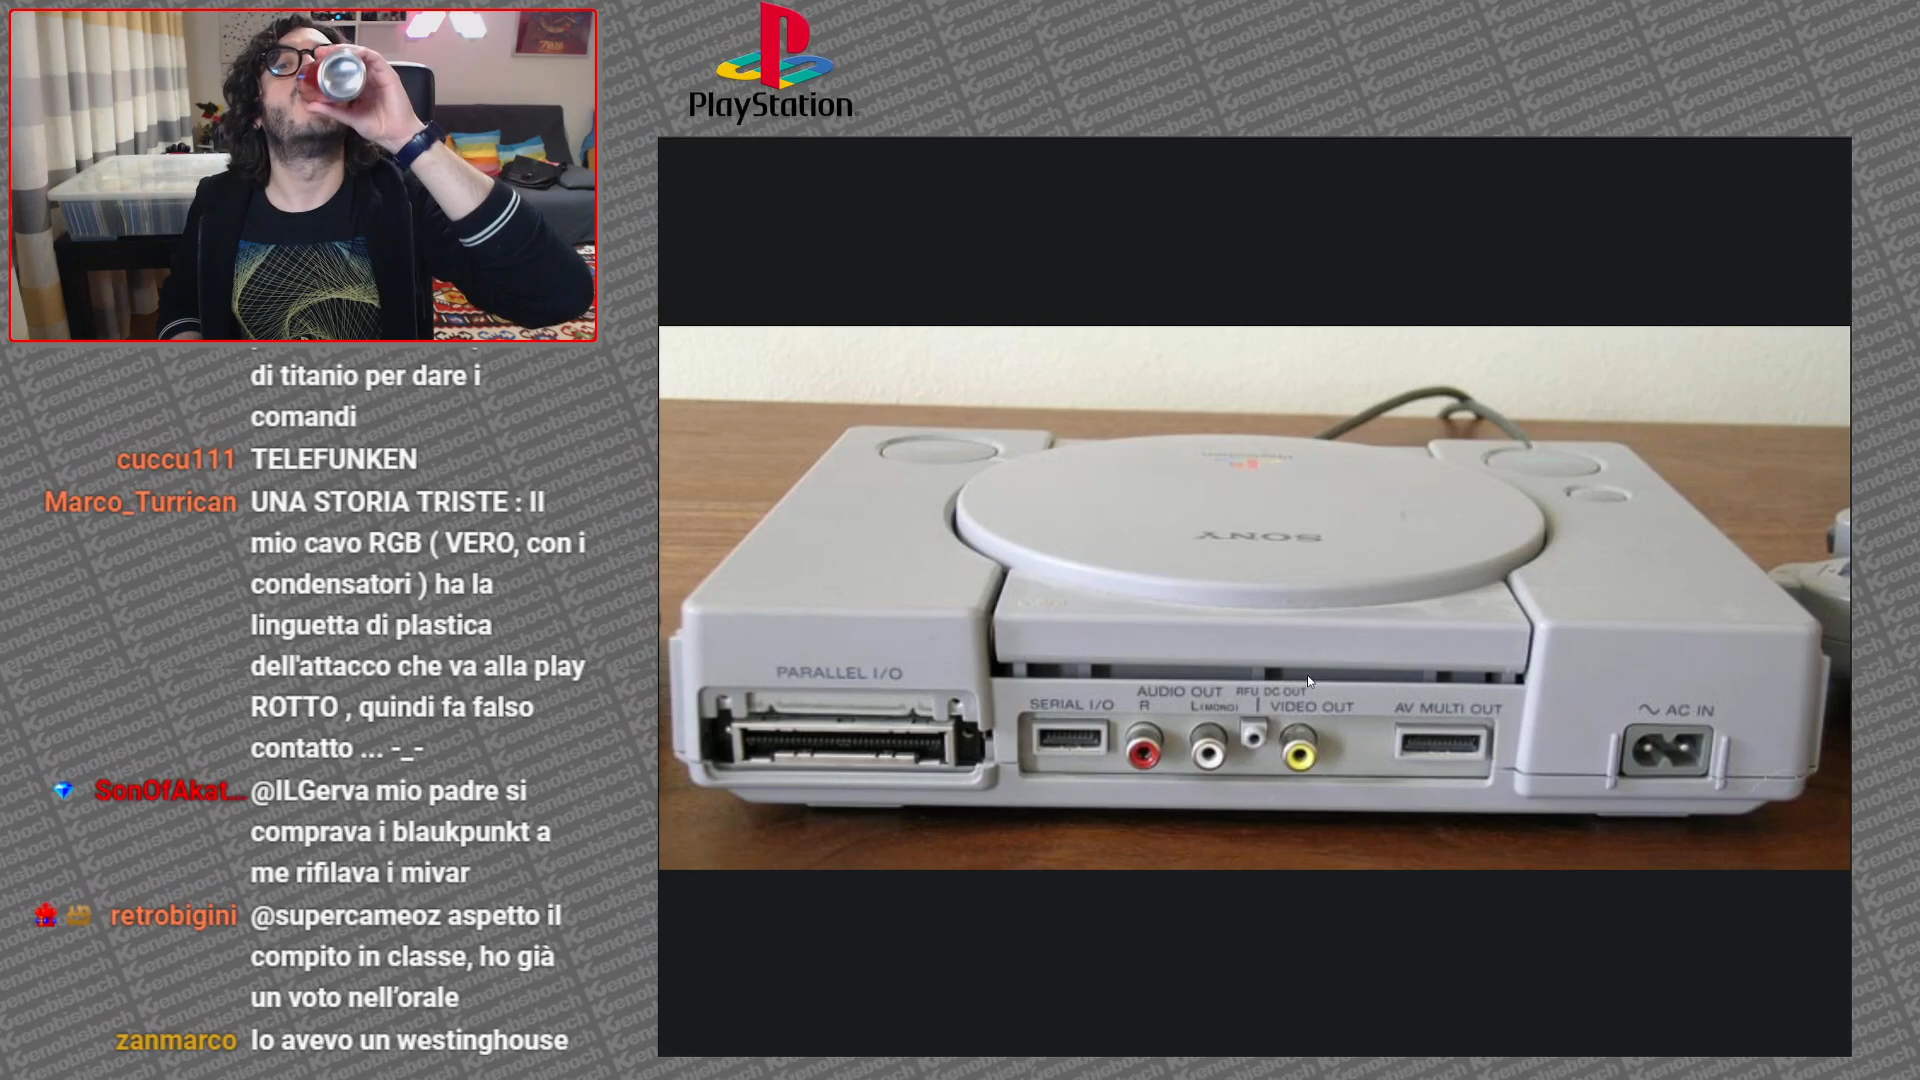 PlayStation
di titanio per dare i
comandi
cuccu111 TELEFUNKEN
Marco_Turrican UNA STORIA TRISTE : Il
mio cavo RGB ( VERO, con i
condensatori ) ha la
linguetta di plastica
dell'attacco che va alla play
ROTTO , quindi fa falso
contatto ... -_-
SonOfAkat... @ILGerva mio padre si
comprava i blaukpunkt a
me rifilava i mivar
retrobigini @supercameoz aspetto il
compito in classe, ho già
un voto nell'orale
zanmarco Io avevo un westinghouse
SONY
PARALLEL I/O
SERIAL I/O
AUDIO OUT
R L(MONO)
RFU DC OUT
VIDEO OUT
AV MULTI OUT
AC IN
Kenobisboch